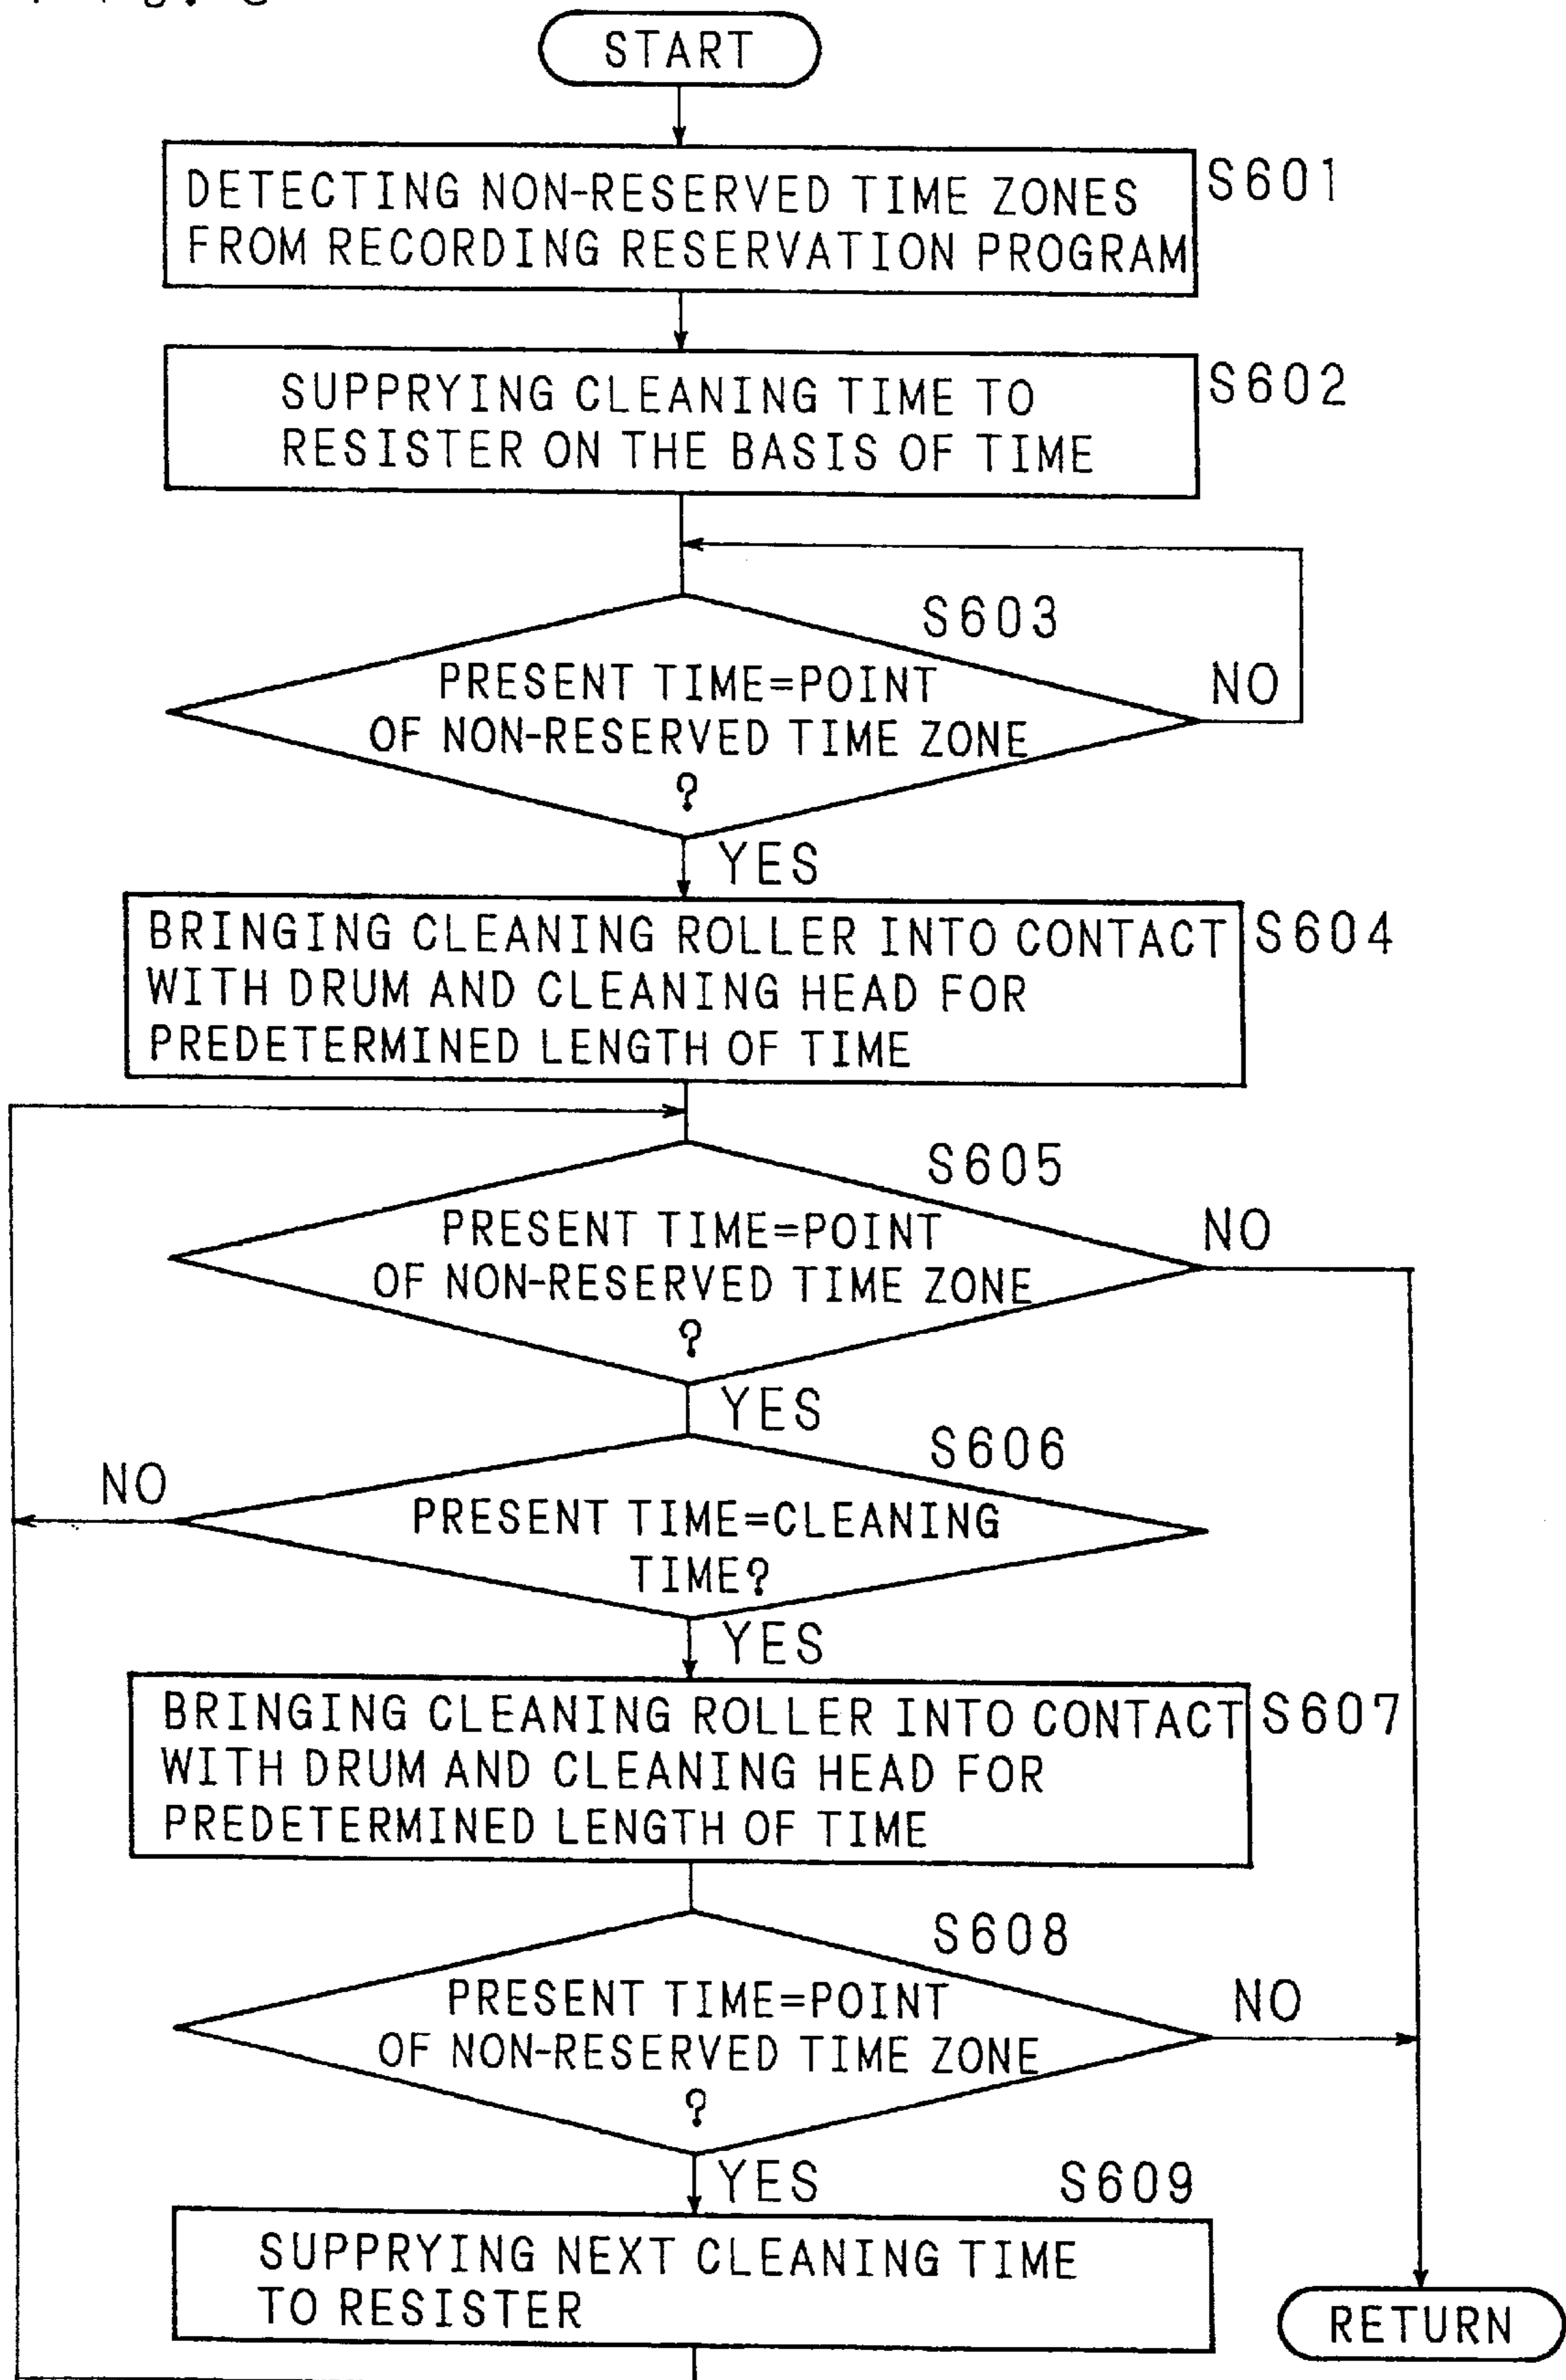 START
DETECTING NON-RESERVED TIME ZONES
FROM RECORDING RESERVATION PROGRAM
S601
SUPPRYING CLEANING TIME TO
RESISTER ON THE BASIS OF TIME
S602
S603
PRESENT TIME=POINT
OF NON-RESERVED TIME ZONE
?
NO
YES
BRINGING CLEANING ROLLER INTO CONTACT
WITH DRUM AND CLEANING HEAD FOR
PREDETERMINED LENGTH OF TIME
S604
S605
PRESENT TIME=POINT
OF NON-RESERVED TIME ZONE
?
NO
YES
S606
NO
PRESENT TIME=CLEANING
TIME?
YES
BRINGING CLEANING ROLLER INTO CONTACT
WITH DRUM AND CLEANING HEAD FOR
PREDETERMINED LENGTH OF TIME
S607
S608
PRESENT TIME=POINT
OF NON-RESERVED TIME ZONE
?
NO
YES
S609
SUPPRYING NEXT CLEANING TIME
TO RESISTER
RETURN